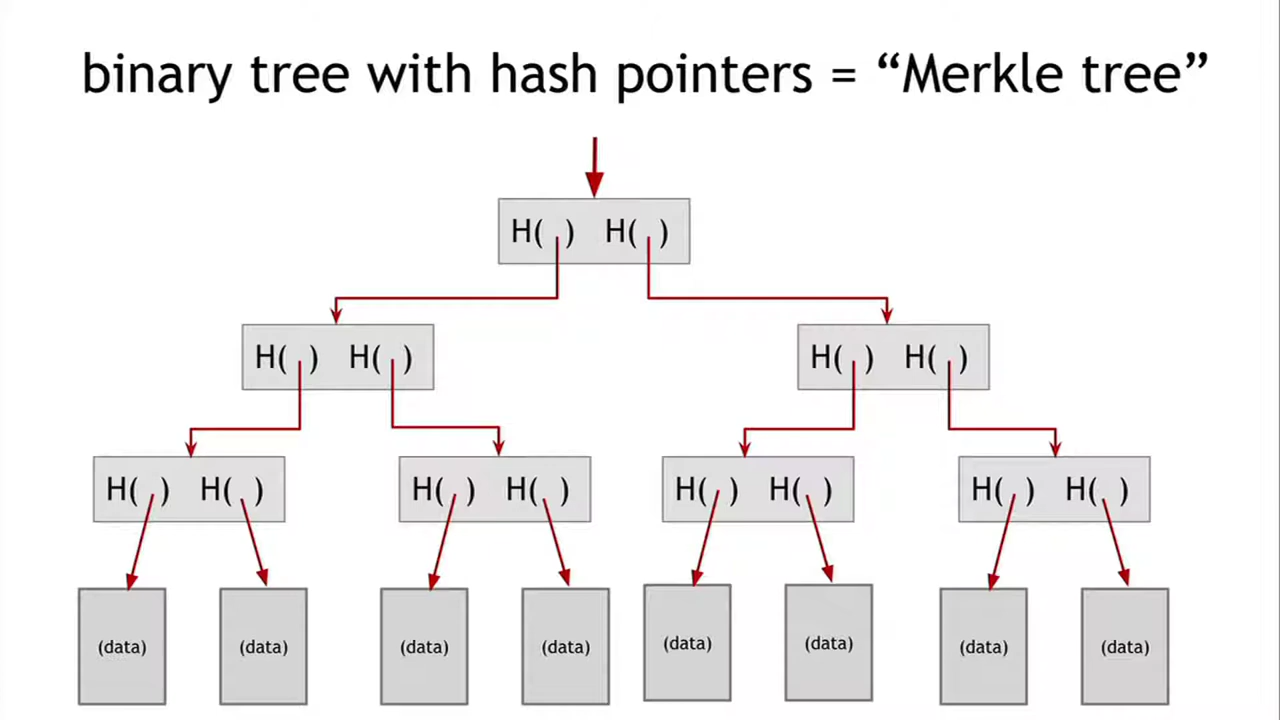 binary tree with hash pointers = “Merkle tree”
H( ) H( )
H( ) H( )
H( ) H( )
H( ) H( )
H( ) H( )
H( ) H( )
H( ) H( )
(data)
(data)
(data)
(data)
(data)
(data)
(data)
(data)